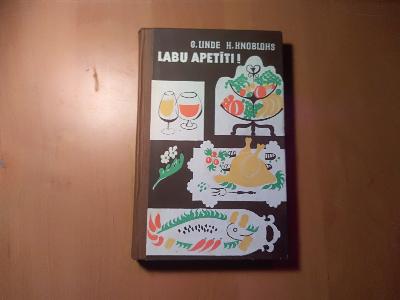 G. LINDE H. KNOBLOHS
LABU APETĪTI!